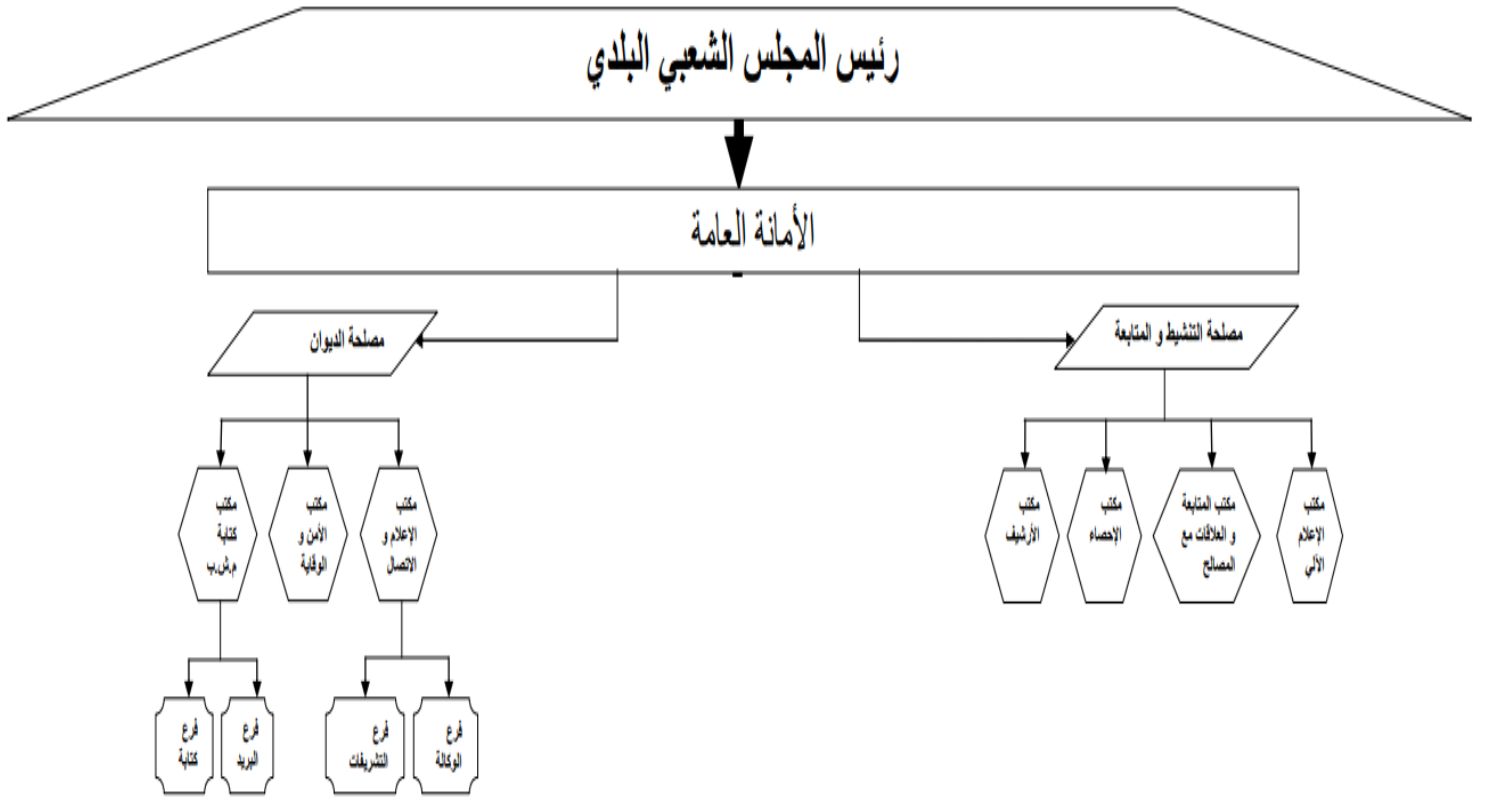 رئيس المجلس الشعبي البلدي
الأمانة العامة
مصلحة التنشيط و المتابعة
مصلحة الديوان
مكتب
الإعلام
الألي
مكتب المتابعة
و العلاقات مع
المصالح
مكتب
الإحصاء
مكتب
الأرشيف
مكتب
الإعلام و
الاتصال
مكتب
الأمن و
الوقاية
مكتب
كتابة
م.ش.ب
فرع
الوكالة
فرع
التشريفات
فرع
البريد
فرع
كتابة